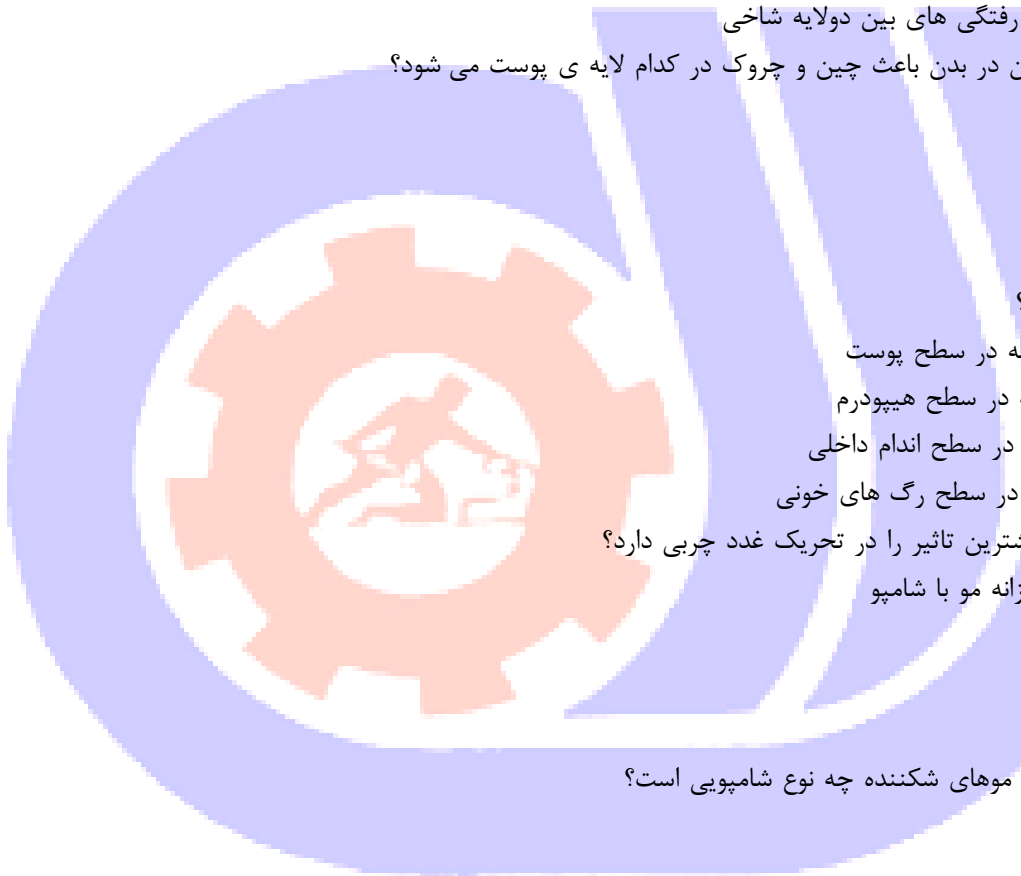 رفتگی های بین دولایه شاخی
در بدن باعث چین و چروک در کدام لایه ی پوست می شود؟
؟
در سطح پوست
در سطح هیپودرم
در سطح اندام داخلی
در سطح رگ های خونی
تاثیر را در تحریک غدد چربی دارد؟
مو با شامپو
موهای شکننده چه نوع شامپویی است؟